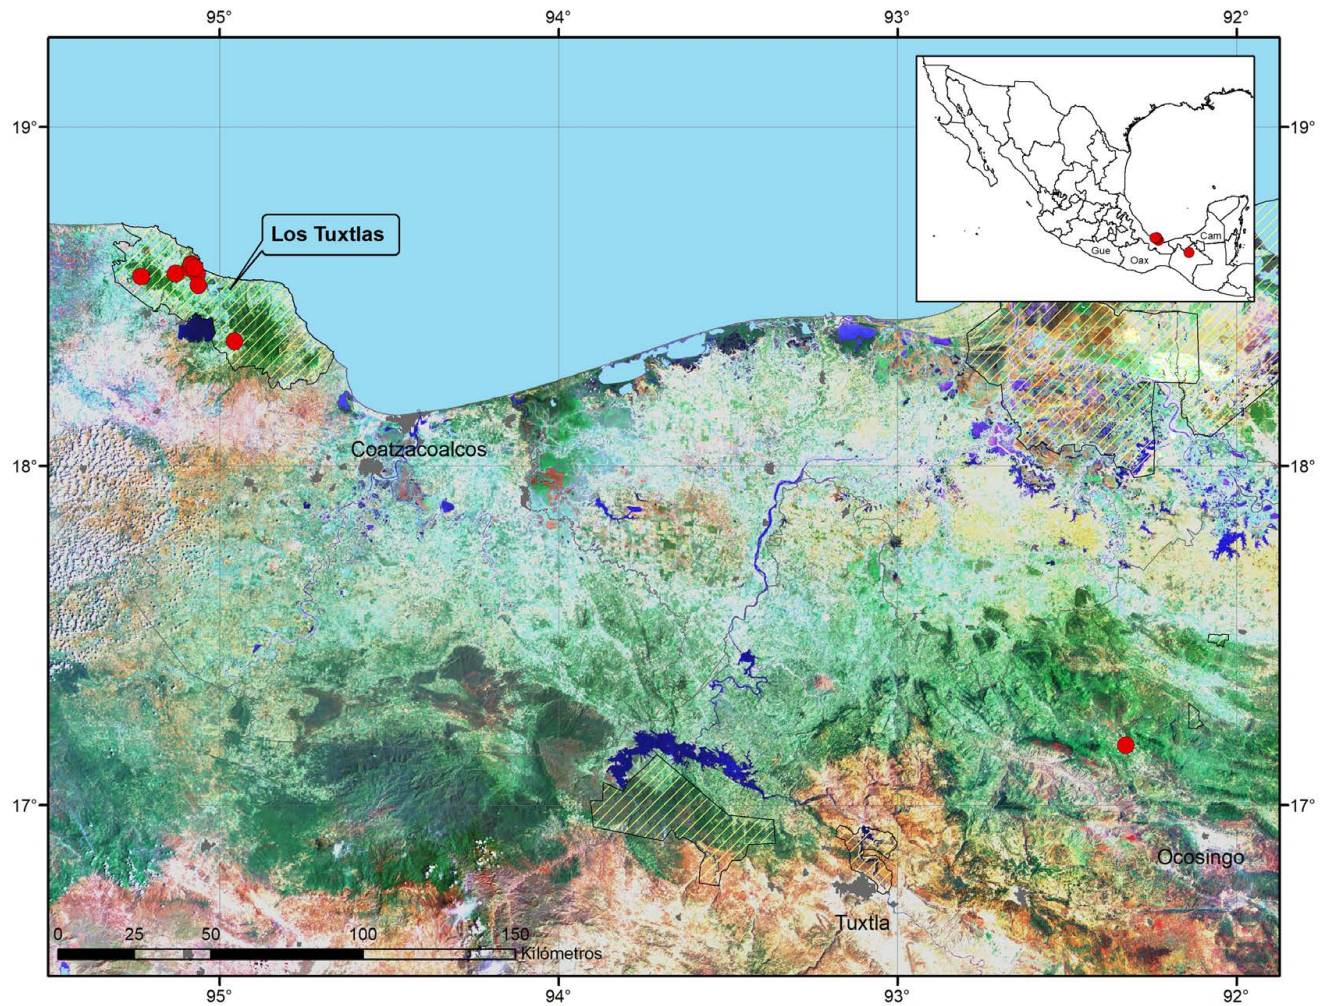 95° 94° 93° 92°
19° 19°
Los Tuxtlas
Cam
Gue Oax
Coatzacoalcos
18° 18°
17° 17°
Ocosingo
Tuxtla
0 25 50 100 150
Kilómetros
95° 94° 93° 92°